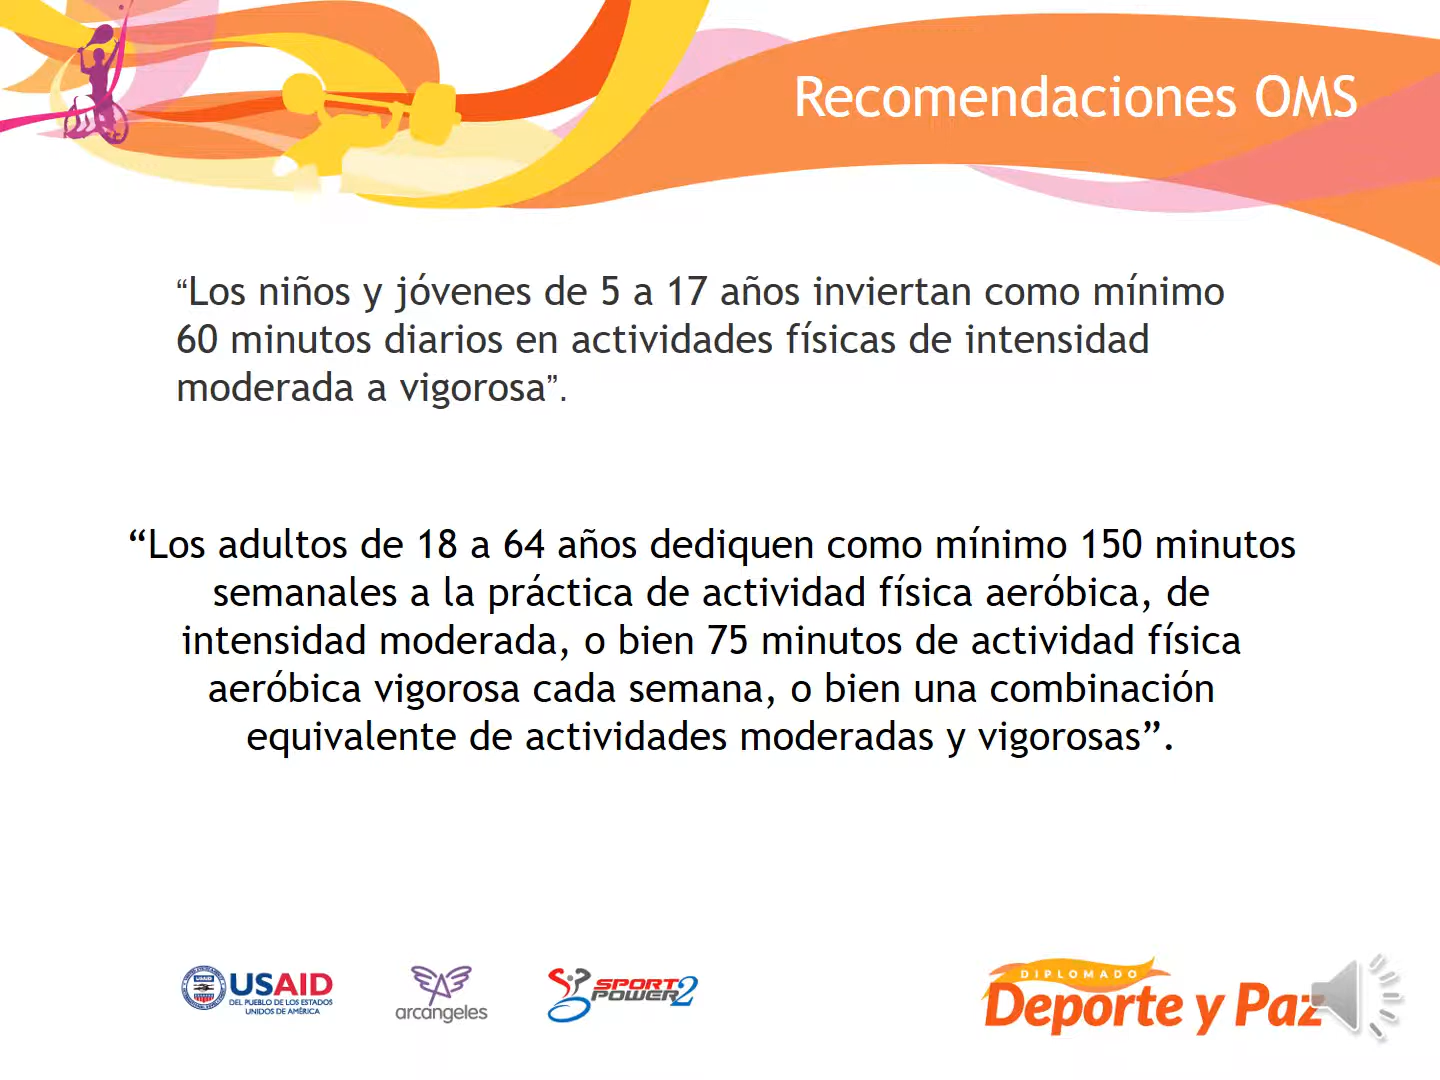 Recomendaciones OMS
“Los niños y jóvenes de 5 a 17 años inviertan como mínimo
60 minutos diarios en actividades físicas de intensidad
moderada a vigorosa”.
“Los adultos de 18 a 64 años dediquen como mínimo 150 minutos
semanales a la práctica de actividad física aeróbica, de
intensidad moderada, o bien 75 minutos de actividad física
aeróbica vigorosa cada semana, o bien una combinación
equivalente de actividades moderadas y vigorosas”.
USAID
DEL PUEBLO DE LOS ESTADOS
UNIDOS DE AMÉRICA
arcangeles
SPORT
POWER2
DIPLOMADO
Deporte y Paz